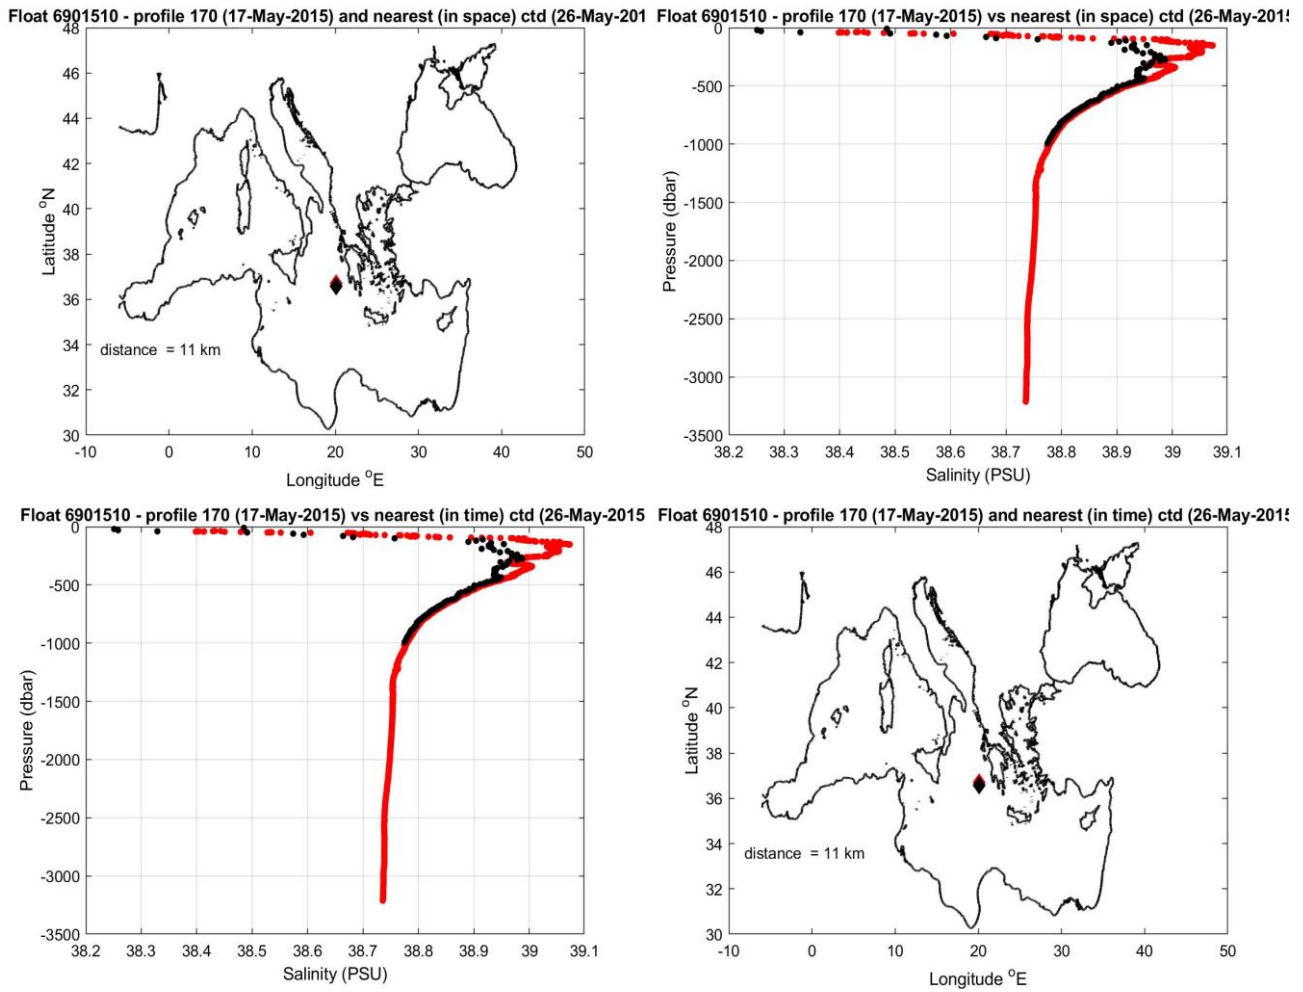 Float 6901510 - profile 170 (17-May-2015) and nearest (in space) ctd (26-May-201
48
46
44
42
40
38
36
34
32
30
Latitude °N
distance = 11 km
-10 0 10 20 30 40 50
Longitude °E
Float 6901510 - profile 170 (17-May-2015) vs nearest (in space) ctd (26-May-2015
0
-500
-1000
-1500
-2000
-2500
-3000
-3500
Pressure (dbar)
38.2 38.3 38.4 38.5 38.6 38.7 38.8 38.9 39 39.1
Salinity (PSU)
Float 6901510 - profile 170 (17-May-2015) vs nearest (in time) ctd (26-May-2015
0
-500
-1000
-1500
-2000
-2500
-3000
-3500
Pressure (dbar)
38.2 38.3 38.4 38.5 38.6 38.7 38.8 38.9 39 39.1
Salinity (PSU)
Float 6901510 - profile 170 (17-May-2015) and nearest (in time) ctd (26-May-2015
48
46
44
42
40
38
36
34
32
30
Latitude °N
distance = 11 km
-10 0 10 20 30 40 50
Longitude °E